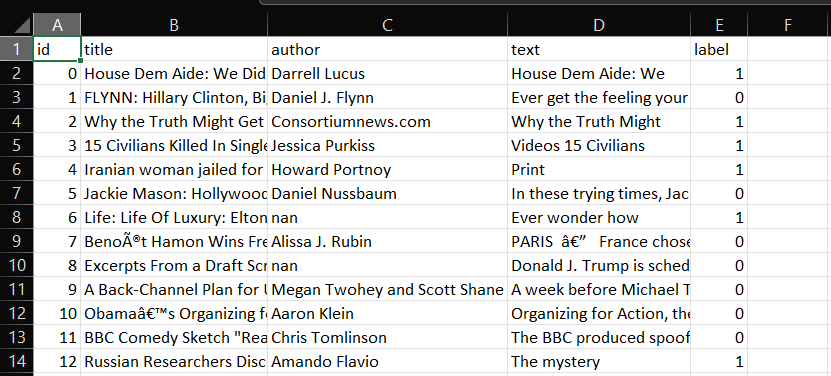 A B C D E F
1 id title author text label
2 0 House Dem Aide: We Did Darrell Lucus House Dem Aide: We 1
3 1 FLYNN: Hillary Clinton, Bi Daniel J. Flynn Ever get the feeling your 0
4 2 Why the Truth Might Get Consortiumnews.com Why the Truth Might 1
5 3 15 Civilians Killed In Single Jessica Purkiss Videos 15 Civilians 1
6 4 Iranian woman jailed for Howard Portnoy Print 1
7 5 Jackie Mason: Hollywood Daniel Nussbaum In these trying times, Jac 0
8 6 Life: Life Of Luxury: Elton nan Ever wonder how 1
9 7 BenoÃ®t Hamon Wins Fre Alissa J. Rubin PARIS â€” France chose 0
10 8 Excerpts From a Draft Scr nan Donald J. Trump is sched 0
11 9 A Back-Channel Plan for U Megan Twohey and Scott Shane A week before Michael T 0
12 10 Obamaâ€™s Organizing fo Aaron Klein Organizing for Action, the 0
13 11 BBC Comedy Sketch "Rea Chris Tomlinson The BBC produced spoof 0
14 12 Russian Researchers Disc Amando Flavio The mystery 1